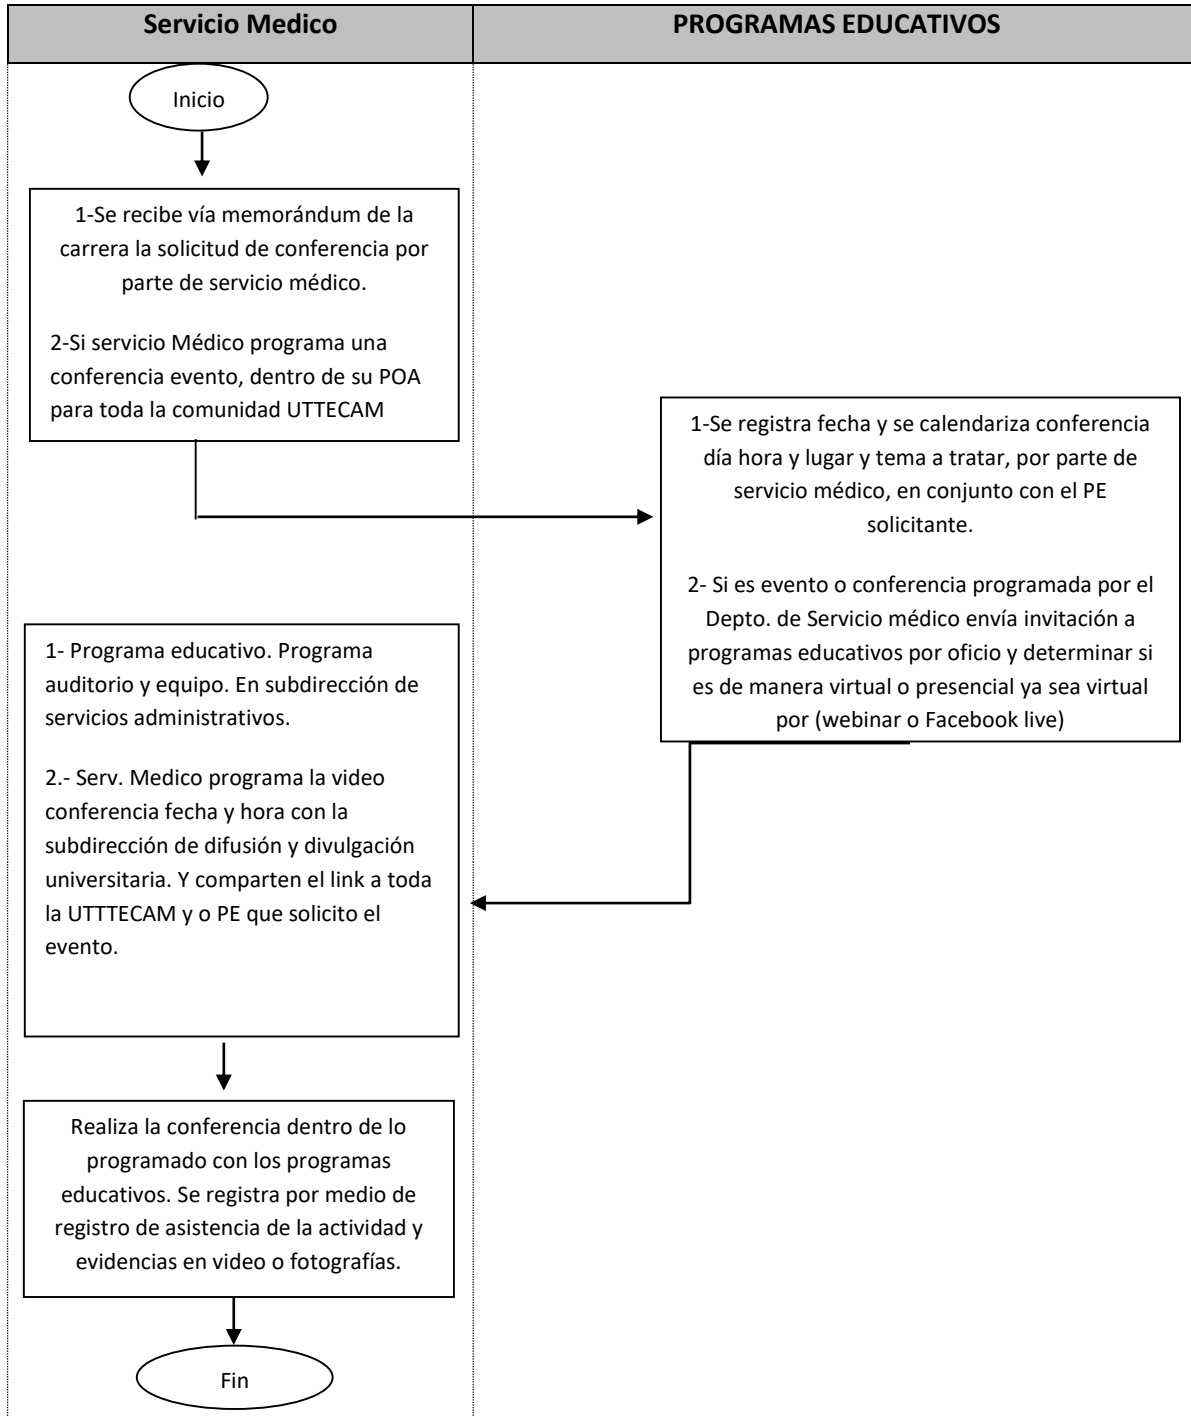 Servicio Medico
PROGRAMAS EDUCATIVOS
Inicio
1-Se recibe vía memorándum de la
carrera la solicitud de conferencia por
parte de servicio médico.
2-Si servicio Médico programa una
conferencia evento, dentro de su POA
para toda la comunidad UTTECAM
1-Se registra fecha y se calendariza conferencia
día hora y lugar y tema a tratar, por parte de
servicio médico, en conjunto con el PE
solicitante.
2- Si es evento o conferencia programada por el
Depto. de Servicio médico envía invitación a
programas educativos por oficio y determinar si
es de manera virtual o presencial ya sea virtual
por (webinar o Facebook live)
1- Programa educativo. Programa
auditorio y equipo. En subdirección de
servicios administrativos.
2.- Serv. Medico programa la video
conferencia fecha y hora con la
subdirección de difusión y divulgación
universitaria. Y comparten el link a toda
la UTTTECAM y o PE que solicito el
evento.
Realiza la conferencia dentro de lo
programado con los programas
educativos. Se registra por medio de
registro de asistencia de la actividad y
evidencias en video o fotografías.
Fin